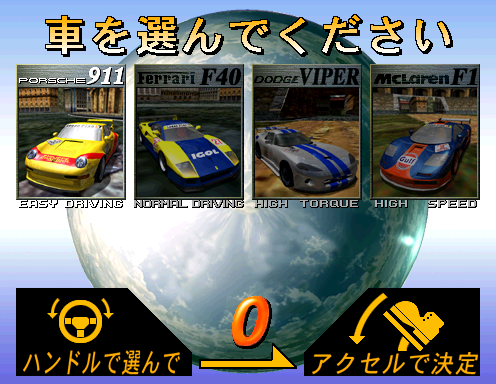 車を選んでください
PORSCHE 911
Ferrari F40
DODGE VIPER
McLaren F1
IGOL
Gulf
EASY DRIVING
NORMAL DRIVING
HIGH TORQUE
HIGH SPEED
0
ハンドルで選んで
アクセルで決定